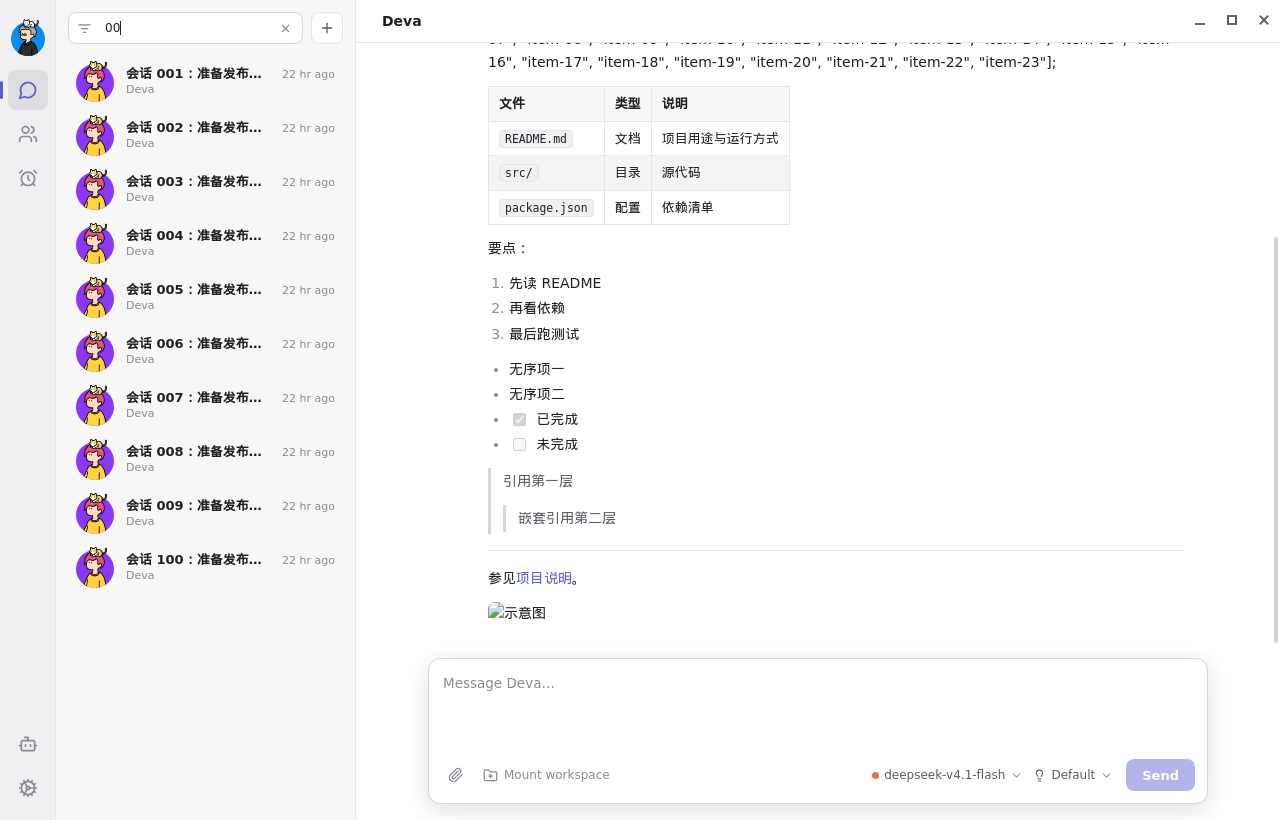 00
会话 001：准备发布... 22 hr ago
Deva
会话 002：准备发布... 22 hr ago
Deva
会话 003：准备发布... 22 hr ago
Deva
会话 004：准备发布... 22 hr ago
Deva
会话 005：准备发布... 22 hr ago
Deva
会话 006：准备发布... 22 hr ago
Deva
会话 007：准备发布... 22 hr ago
Deva
会话 008：准备发布... 22 hr ago
Deva
会话 009：准备发布... 22 hr ago
Deva
会话 100：准备发布... 22 hr ago
Deva
Deva
16", "item-17", "item-18", "item-19", "item-20", "item-21", "item-22", "item-23"];
文件 类型 说明
README.md 文档 项目用途与运行方式
src/ 目录 源代码
package.json 配置 依赖清单
要点：
1. 先读 README
2. 再看依赖
3. 最后跑测试
• 无序项一
• 无序项二
• 已完成
• 未完成
引用第一层
嵌套引用第二层
参见项目说明。
示意图
Message Deva...
Mount workspace deepseek-v4.1-flash Default Send